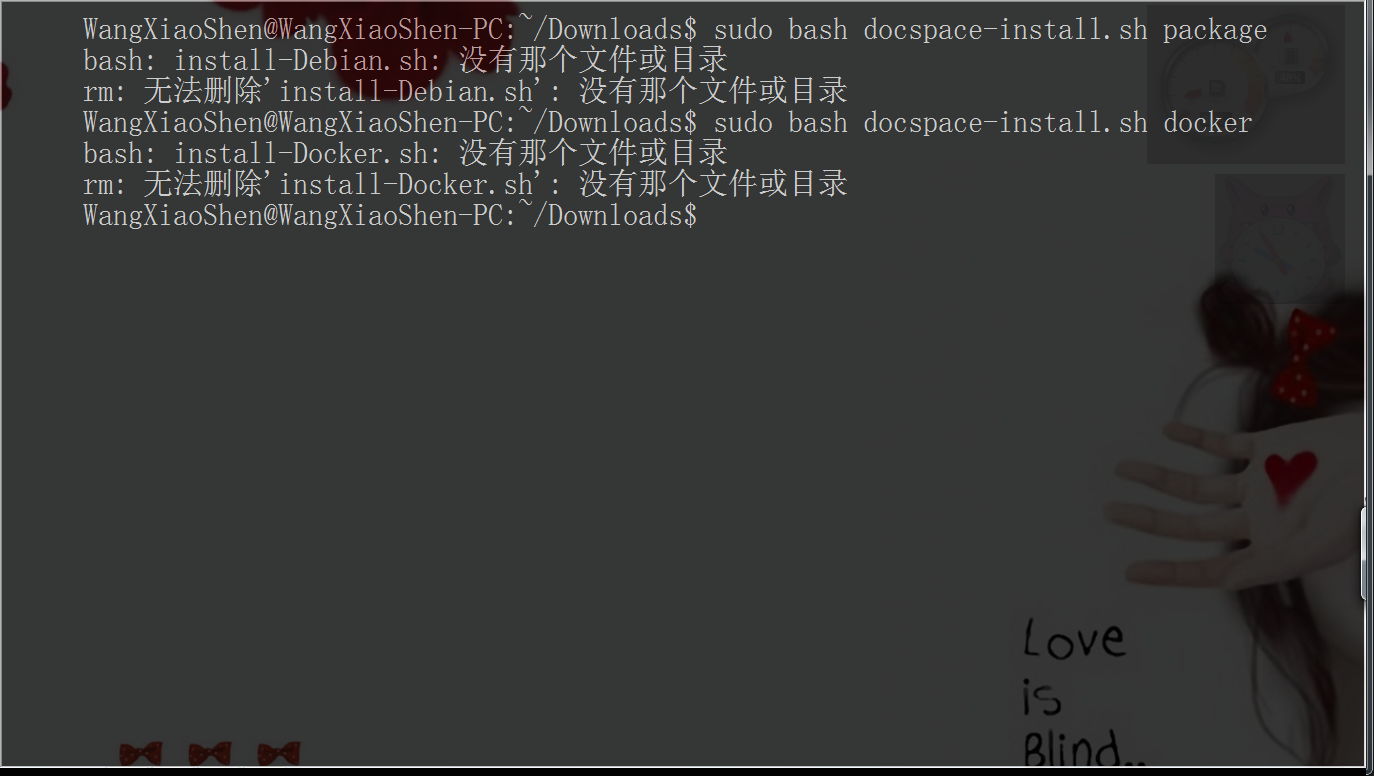 WangXiaoShen@WangXiaoShen-PC:~/Downloads$ sudo bash docspace-install.sh package
bash: install-Debian.sh: 没有那个文件或目录
rm: 无法删除'install-Debian.sh': 没有那个文件或目录
WangXiaoShen@WangXiaoShen-PC:~/Downloads$ sudo bash docspace-install.sh docker
bash: install-Docker.sh: 没有那个文件或目录
rm: 无法删除'install-Docker.sh': 没有那个文件或目录
WangXiaoShen@WangXiaoShen-PC:~/Downloads$
Love
is
Blind..